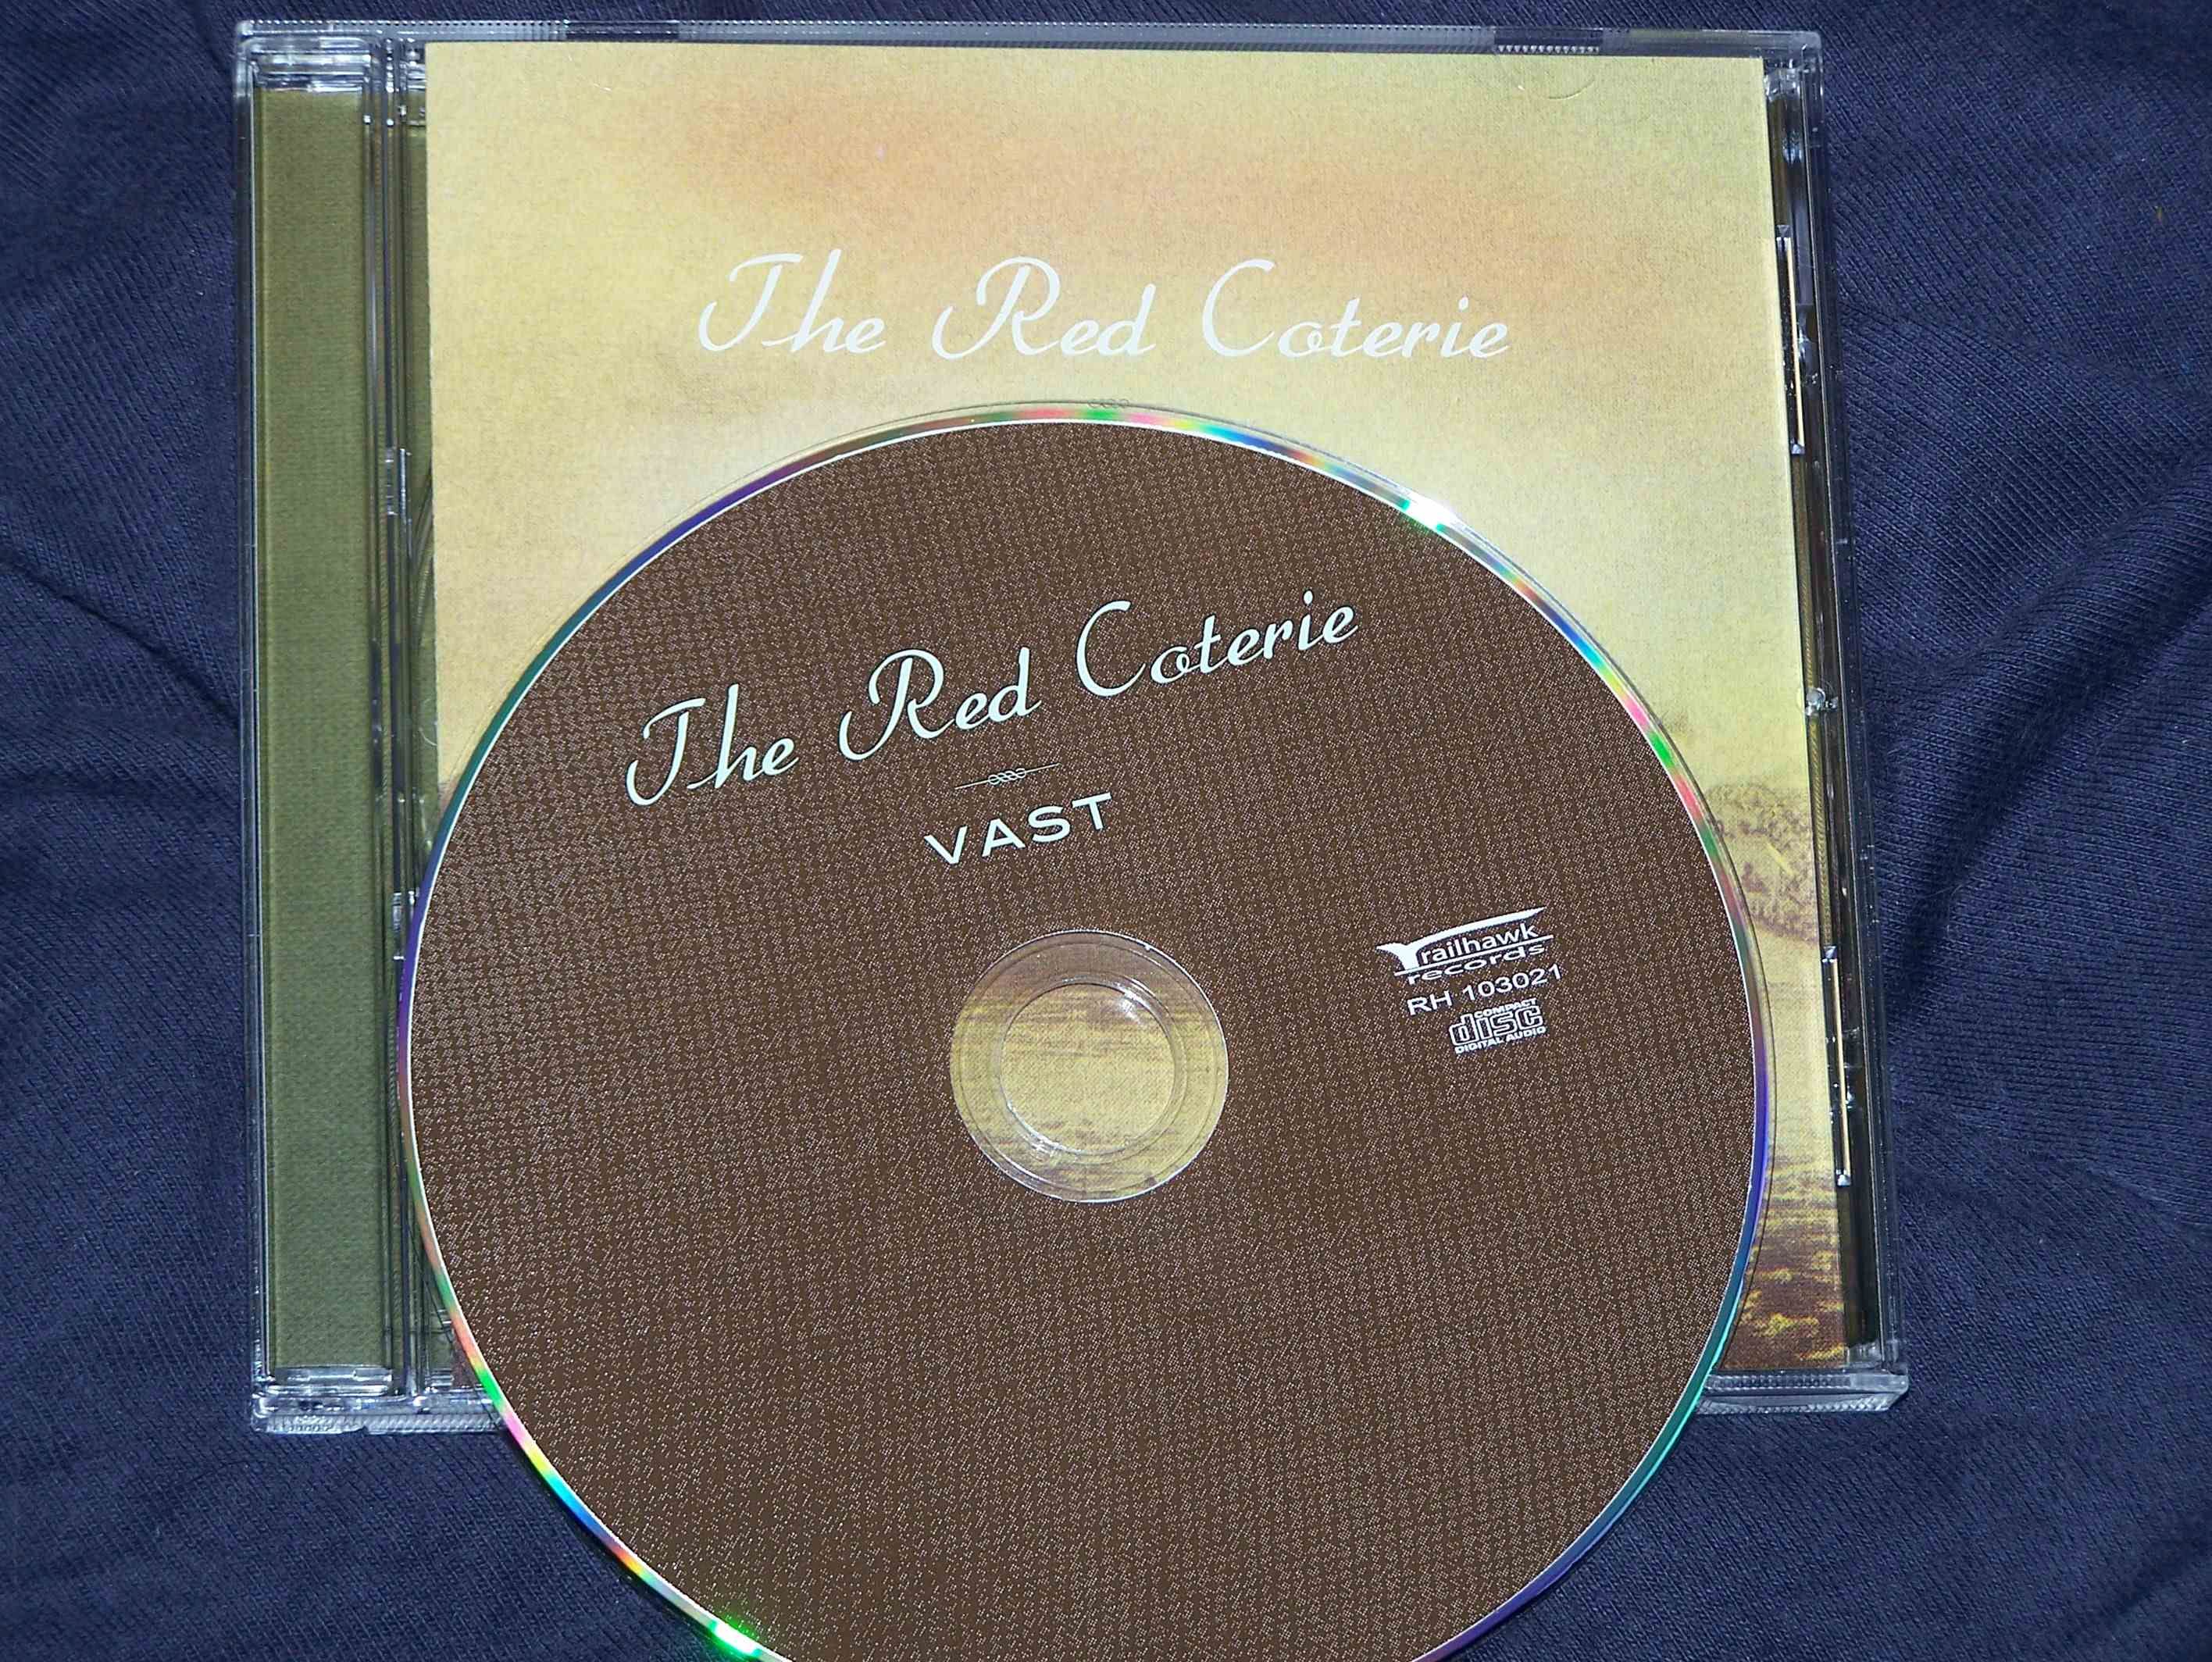 The Red Coterie
The Red Coterie
VAST
Trailhawk
records
RH 103021
COMPACT
disc
DIGITAL AUDIO